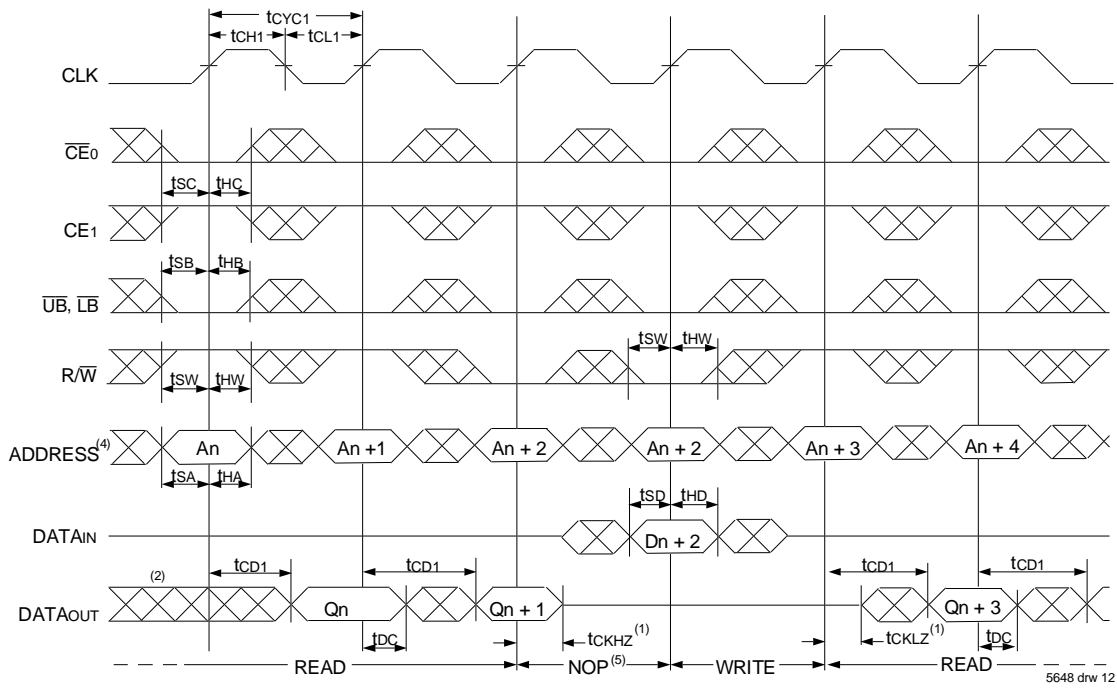 tCYC1
tCH1 tCL1
CLK
CE0
tSC tHC
CE1
tSB tHB
UB, LB
tSW tHW
R/W
tSW tHW
ADDRESS(4) An An +1 An + 2 An + 2 An + 3 An + 4
tSA tHA
tSD tHD
DATAIN Dn + 2
(2) tCD1 tCD1 tCD1 tCD1
DATAOUT Qn Qn + 1 Qn + 3
tDC tCKHZ(1) tCKLZ(1) tDC
READ NOP(5) WRITE READ
5648 drw 12